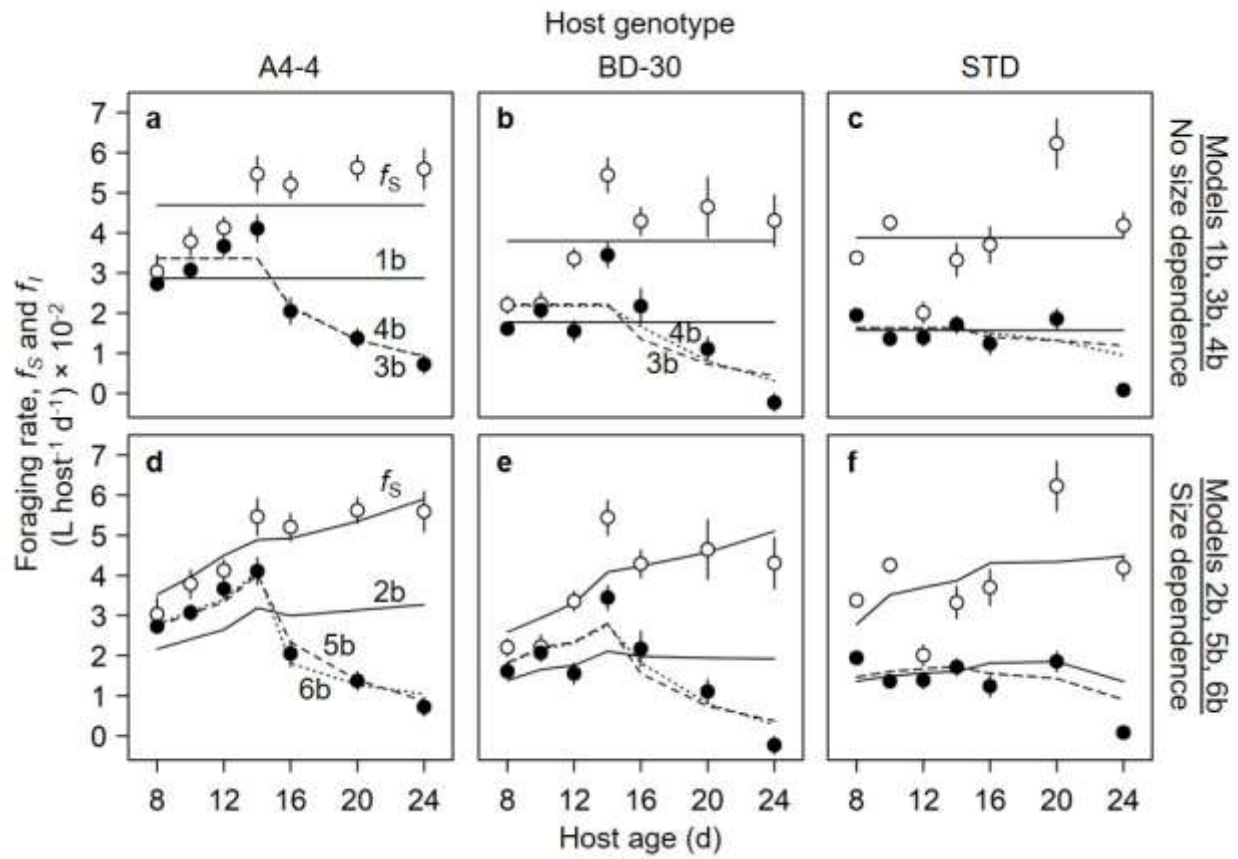 Host genotype
A4-4 BD-30 STD
Foraging rate, fS and fI
(L host-1 d-1) × 10-2
7
6
5
4
3
2
1
0
a
fS
1b
4b
3b
b
4b
3b
c
Models 1b, 3b, 4b
No size dependence
7
6
5
4
3
2
1
0
d
fS
2b
5b
6b
e
f
Models 2b, 5b, 6b
Size dependence
8 12 16 20 24 8 12 16 20 24 8 12 16 20 24
Host age (d)